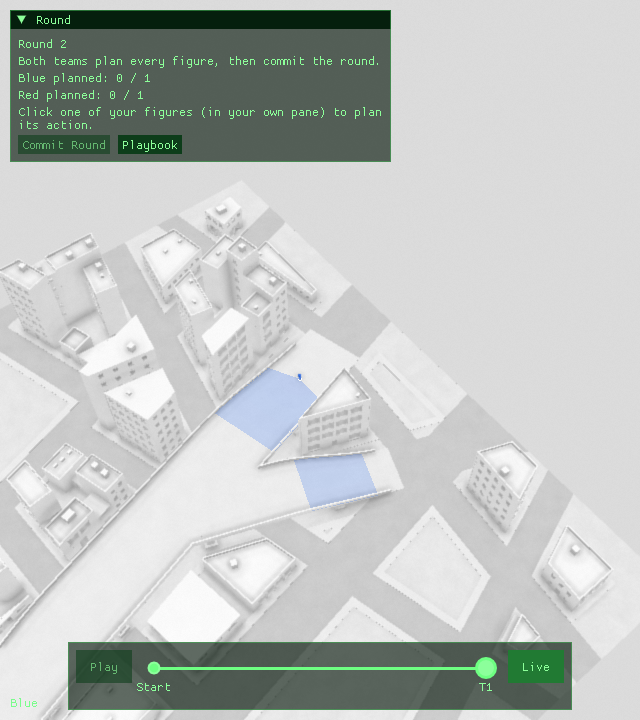 Round
Round 2
Both teams plan every figure, then commit the round.
Blue planned: 0 / 1
Red planned: 0 / 1
Click one of your figures (in your own pane) to plan
its action.
Commit Round
Playbook
Play
Live
Start
T1
Blue